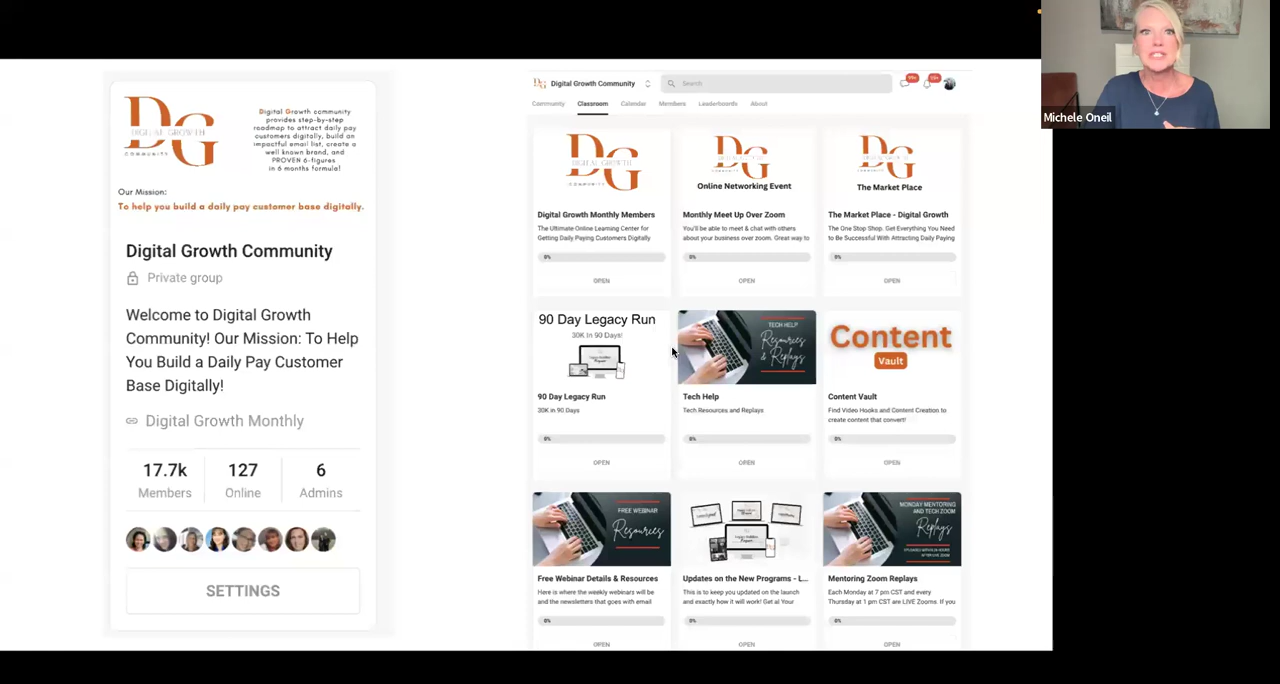 DG
DIGITAL GROWTH
COMMUNITY
Digital Growth community
provides step-by-step
roadmap to attract daily pay
customers digitally, build an
impactful email list, create a
well known brand, and
PROVEN 6-figures
in 6 months formula!
Our Mission:
To help you build a daily pay customer base digitally.
Digital Growth Community
Private group
Welcome to Digital Growth
Community! Our Mission: To Help
You Build a Daily Pay Customer
Base Digitally!
Digital Growth Monthly
17.7k
Members
127
Online
6
Admins
SETTINGS
DG
Digital Growth Community
Search
99+
10+
Community
Classroom
Calendar
Members
Leaderboards
About
DG
DIGITAL GROWTH
COMMUNITY
Digital Growth Monthly Members
The Ultimate Online Learning Center for
Getting Daily Paying Customers Digitally
0%
OPEN
DG
Online Networking Event
Monthly Meet Up Over Zoom
You'll be able to meet & chat with others
about your business over zoom. Great way to
0%
OPEN
DG
The Market Place
The Market Place - Digital Growth
The One Stop Shop. Get Everything You Need
to Be Successful With Attracting Daily Paying
0%
OPEN
90 Day Legacy Run
30K In 90 Days!
90 Day Legacy Run
30K in 90 Days
0%
OPEN
TECH HELP
Resources
& Replays
Tech Help
Tech Resources and Replays
0%
OPEN
Content
Vault
Content Vault
Find Video Hooks and Content Creation to
create content that convert!
0%
OPEN
FREE WEBINAR
Resources
Free Webinar Details & Resources
Here is where the weekly webinars will be
and the newsletters that goes with email
0%
OPEN
Updates on the New Programs - L...
This is to keep you updated on the launch
and exactly how it will work! Get al Your
0%
OPEN
MONDAY MENTORING
AND TECH ZOOM
Replays
Mentoring Zoom Replays
Each Monday at 7 pm CST and every
Thursday at 1 pm CST are LIVE Zooms. If you
0%
OPEN
Michele Oneil